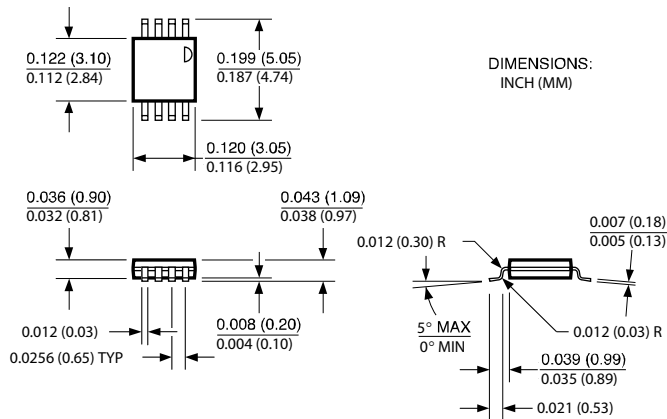 0.122 (3.10)
0.112 (2.84)
0.199 (5.05)
0.187 (4.74)
DIMENSIONS:
INCH (MM)
0.120 (3.05)
0.116 (2.95)
0.036 (0.90)
0.032 (0.81)
0.043 (1.09)
0.038 (0.97)
0.007 (0.18)
0.005 (0.13)
0.012 (0.30) R
0.012 (0.03)
0.008 (0.20)
0.004 (0.10)
5° MAX
0° MIN
0.012 (0.03) R
0.0256 (0.65) TYP
0.039 (0.99)
0.035 (0.89)
0.021 (0.53)